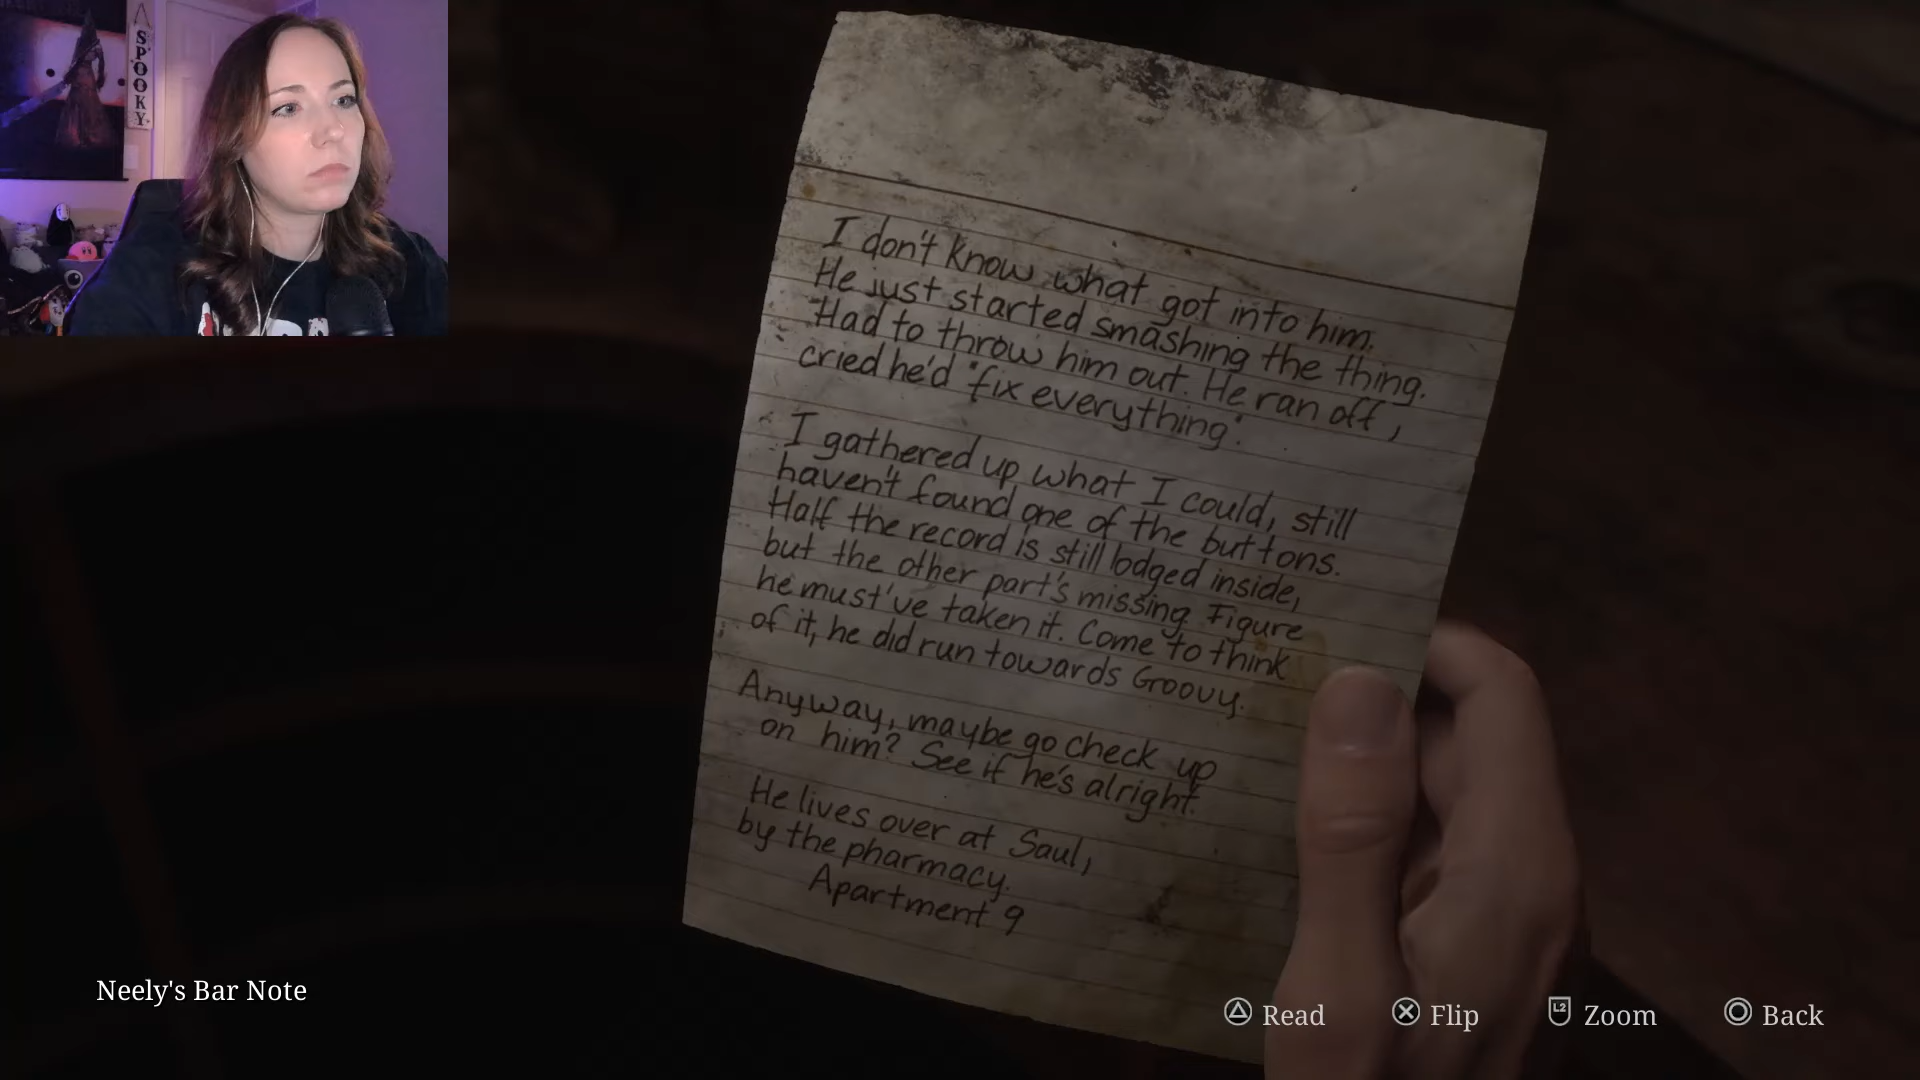 SPOOKY
I don't know what got into him.
He just started smashing the thing.
Had to throw him out. He ran off,
cried he'd "fix everything".
I gathered up what I could, still
haven't found one of the buttons.
Half the record is still lodged inside,
but the other part's missing. Figure
he must've taken it. Come to think
of it, he did run towards Groovy.
Anyway, maybe go check up
on him? See if he's alright.
He lives over at Saul,
by the pharmacy.
Apartment 9
Neely's Bar Note
Read
Flip
L2 Zoom
Back